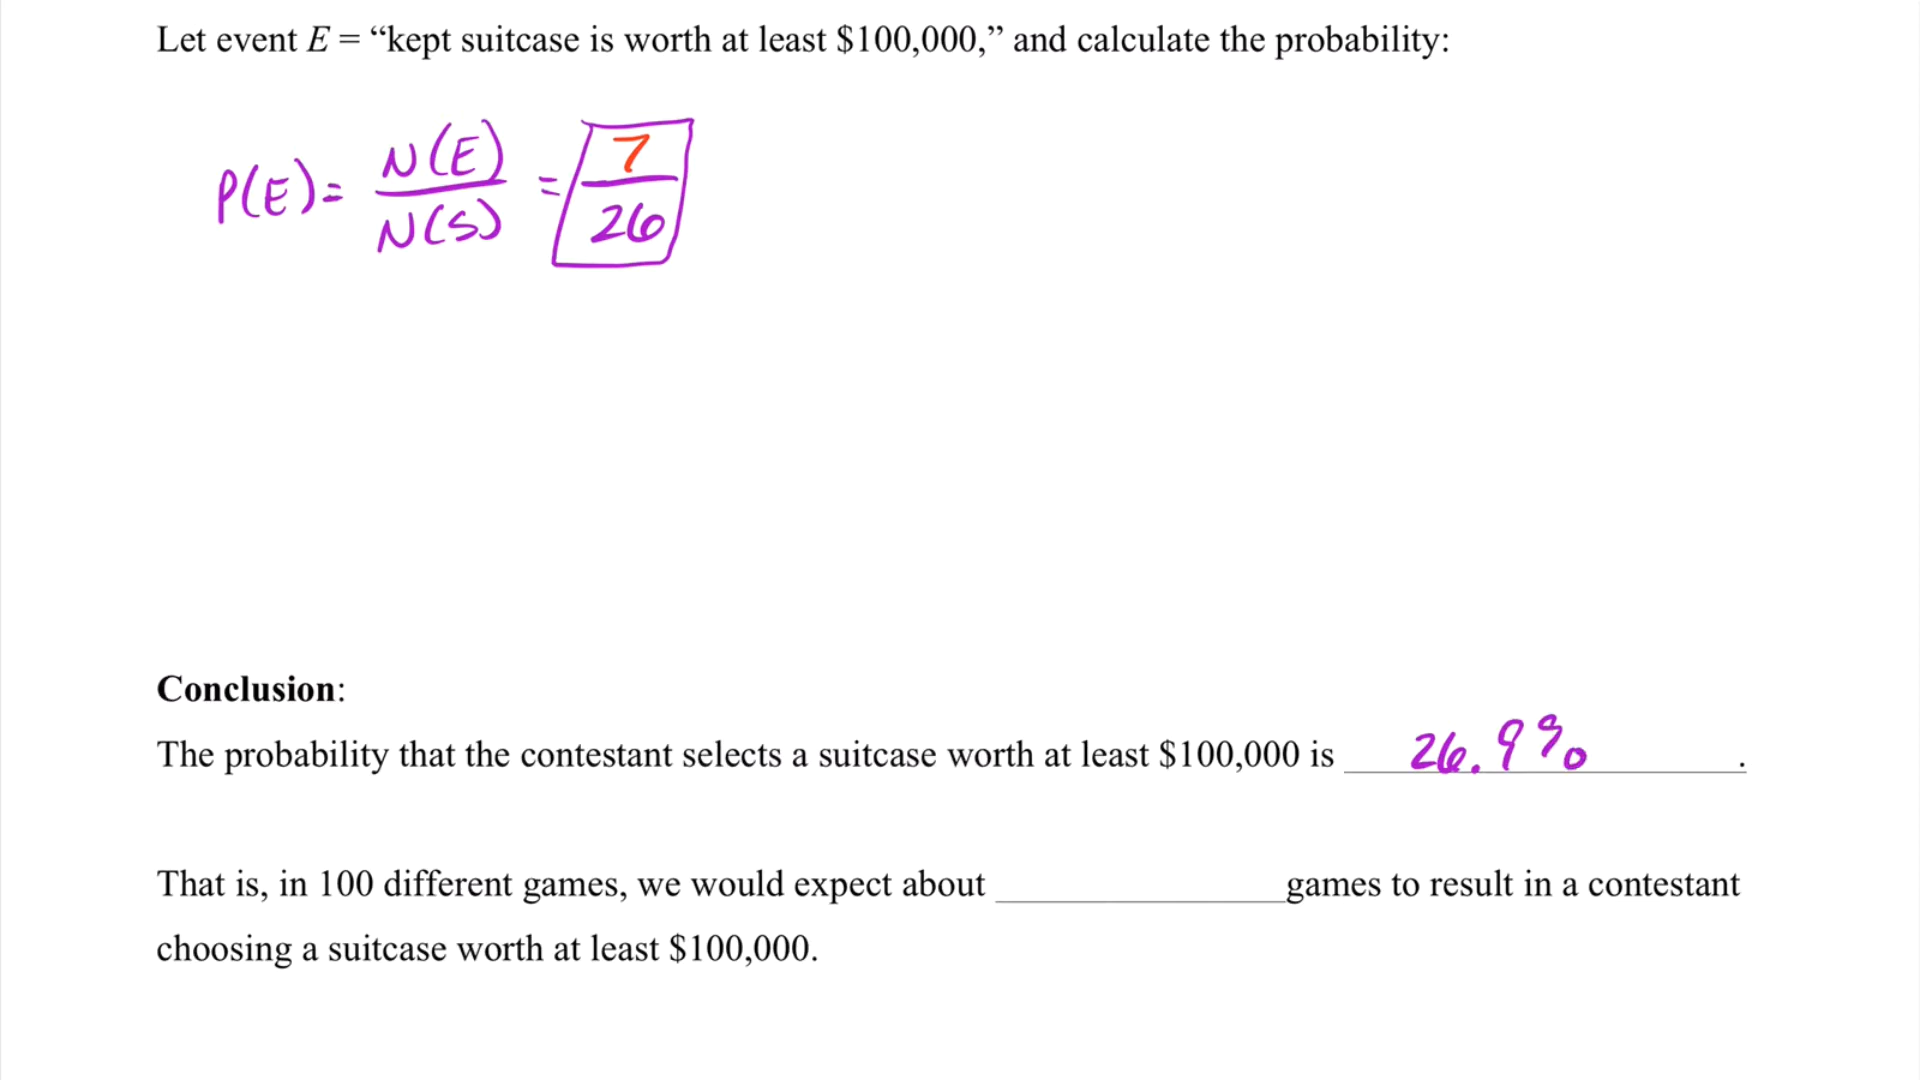 Let event E = “kept suitcase is worth at least $100,000,” and calculate the probability:
P(E) = N(E)/N(S) = 7/26
Conclusion:
The probability that the contestant selects a suitcase worth at least $100,000 is 26.9% .
That is, in 100 different games, we would expect about ______________ games to result in a contestant
choosing a suitcase worth at least $100,000.